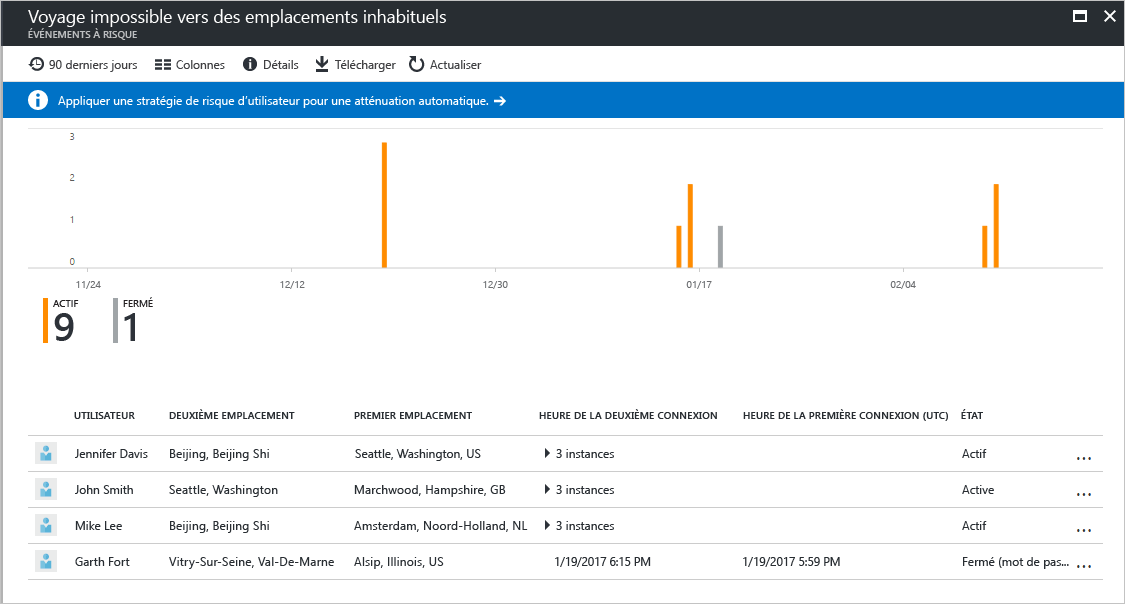 Voyage impossible vers des emplacements inhabituels
ÉVÉNEMENTS À RISQUE
90 derniers jours Colonnes Détails Télécharger Actualiser
Appliquer une stratégie de risque d'utilisateur pour une atténuation automatique.
3
2
1
0
11/24 12/12 12/30 01/17 02/04
ACTIF FERMÉ
9 1
UTILISATEUR DEUXIÈME EMPLACEMENT PREMIER EMPLACEMENT HEURE DE LA DEUXIÈME CONNEXION HEURE DE LA PREMIÈRE CONNEXION (UTC) ÉTAT
Jennifer Davis Beijing, Beijing Shi Seattle, Washington, US 3 instances Actif ...
John Smith Seattle, Washington Marchwood, Hampshire, GB 3 instances Active ...
Mike Lee Beijing, Beijing Shi Amsterdam, Noord-Holland, NL 3 instances Actif ...
Garth Fort Vitry-Sur-Seine, Val-De-Marne Alsip, Illinois, US 1/19/2017 6:15 PM 1/19/2017 5:59 PM Fermé (mot de pas... ...